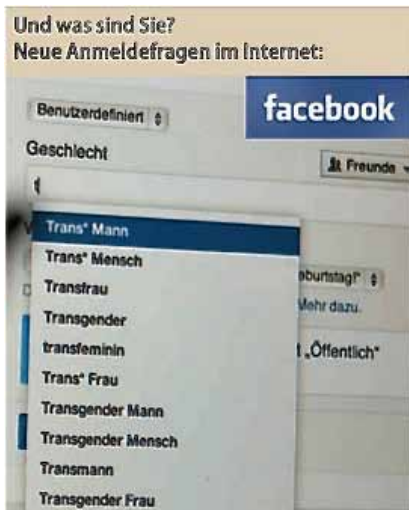 Und was sind Sie?
Neue Anmeldefragen im Internet:
facebook
Benutzerdefiniert
Geschlecht
Freunde
t
Trans* Mann
Trans* Mensch
Transfrau
Transgender
transfeminin
Trans* Frau
Transgender Mann
Transgender Mensch
Transmann
Transgender Frau
eburtstag!"
Mehr dazu.
t „Öffentlich"